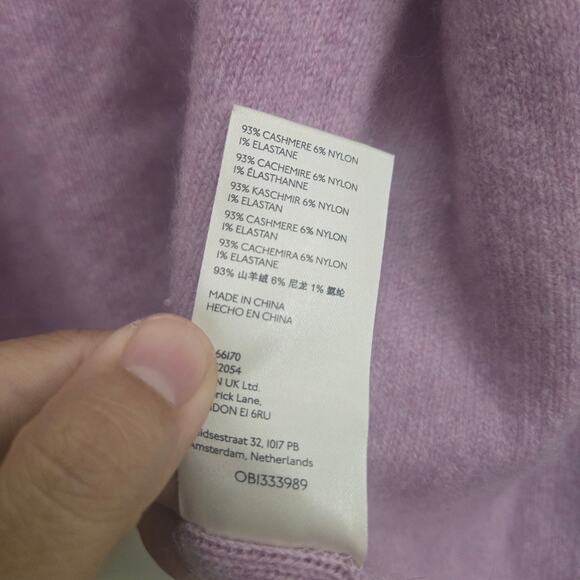 93% CASHMERE 6% NYLON
1% ELASTANE
93% CACHEMIRE 6% NYLON
1% ÉLASTHANNE
93% KASCHMIR 6% NYLON
1% ELASTAN
93% CASHMERE 6% NYLON
1% ELASTAN
93% CACHEMIRA 6% NYLON
1% ELASTANE
93% 山羊绒 6% 尼龙 1% 氨纶
MADE IN CHINA
HECHO EN CHINA
66170
2054
UK Ltd.
rick Lane,
DON E1 6RU
dsestraat 32, 1017 PB
Amsterdam, Netherlands
OB1333989